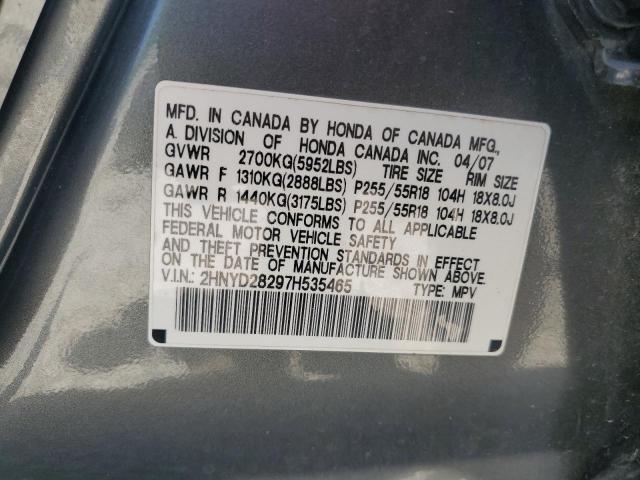 MFD. IN CANADA BY HONDA OF CANADA MFG.,
A DIVISION OF HONDA CANADA INC. 04/07
GVWR 2700KG(5952LBS) TIRE SIZE RIM SIZE
GAWR F 1310KG(2888LBS) P255/55R18 104H 18X8.0J
GAWR R 1440KG(3175LBS) P255/55R18 104H 18X8.0J
THIS VEHICLE CONFORMS TO ALL APPLICABLE
FEDERAL MOTOR VEHICLE SAFETY
AND THEFT PREVENTION STANDARDS IN EFFECT
ON THE DATE OF MANUFACTURE SHOWN ABOVE.
V.I.N.: 2HNYD28297H535465 TYPE: MPV